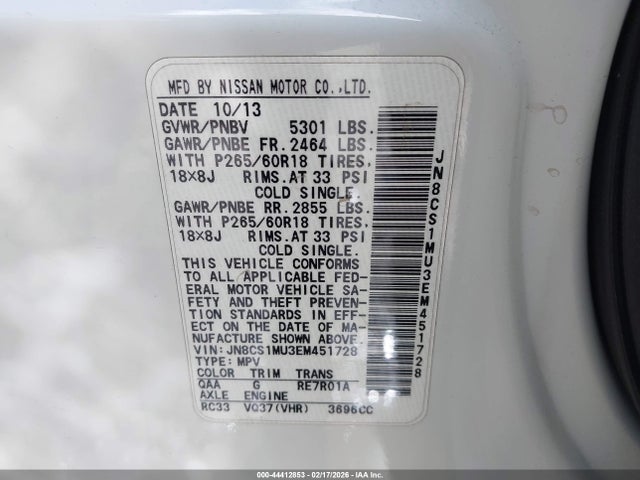 MFD BY NISSAN MOTOR CO.,LTD.
DATE 10/13
GVWR/PNBV 5301 LBS.
GAWR/PNBE FR. 2464 LBS.
WITH P265/60R18 TIRES.
18X8J RIMS.AT 33 PSI
COLD SINGLE.
GAWR/PNBE RR. 2855 LBS.
WITH P265/60R18 TIRES.
18X8J RIMS.AT 33 PSI
COLD SINGLE.
THIS VEHICLE CONFORMS
TO ALL APPLICABLE FED-
ERAL MOTOR VEHICLE SA-
FETY AND THEFT PREVEN-
TION STANDARDS IN EFF-
ECT ON THE DATE OF MA-
NUFACTURE SHOWN ABOVE.
VIN: JN8CS1MU3EM451728
TYPE: MPV
COLOR TRIM TRANS
QAA G RE7R01A
AXLE ENGINE
RC33 VQ37(VHR) 3696CC
JN8CS1MU3EM451728
000-44412853 - 02/17/2026 - IAA Inc.